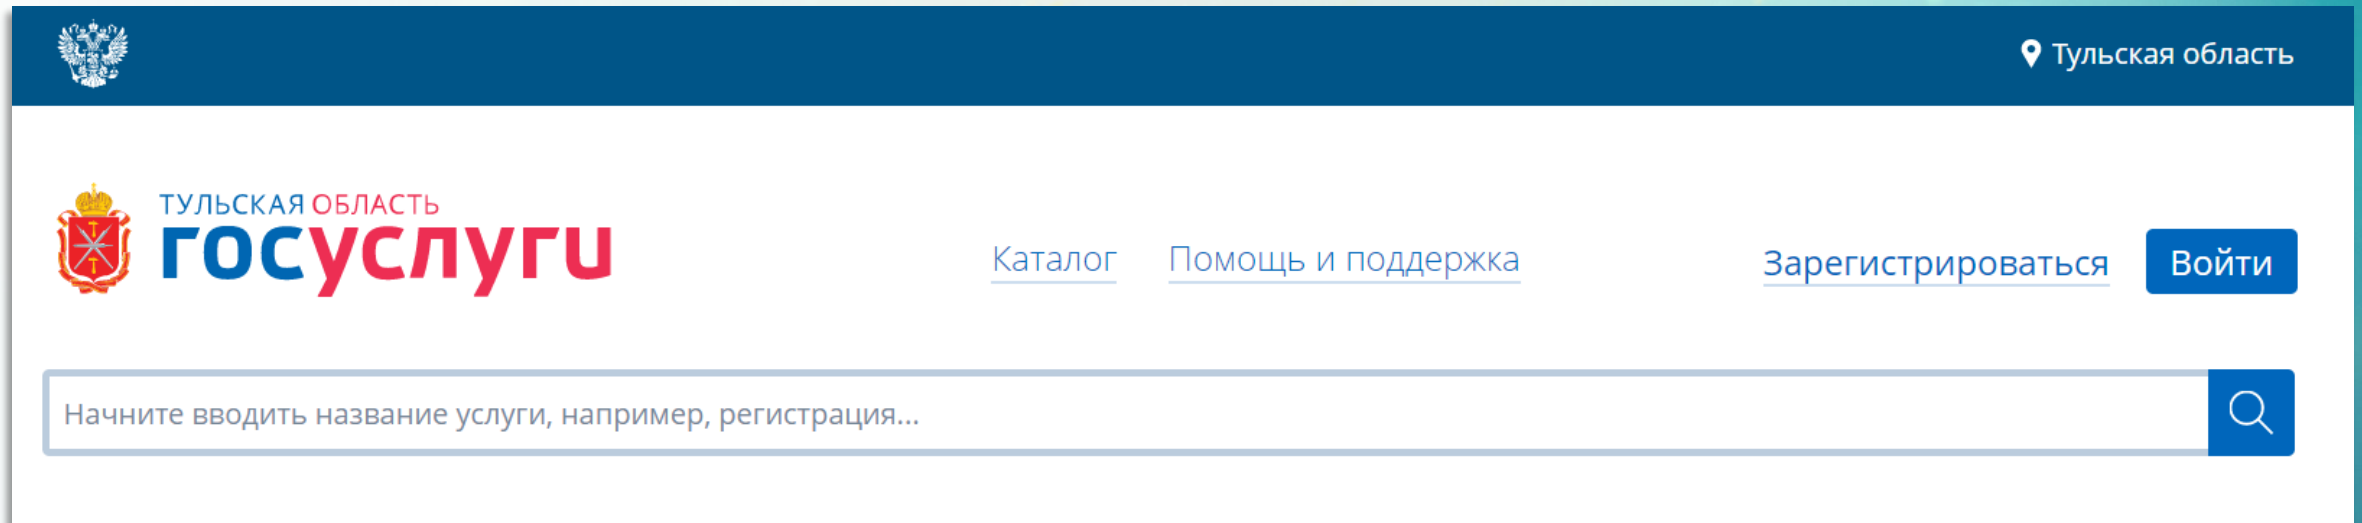 Тульская область
ТУЛЬСКАЯ ОБЛАСТЬ
госуслуги
Каталог Помощь и поддержка Зарегистрироваться Войти
Начните вводить название услуги, например, регистрация...